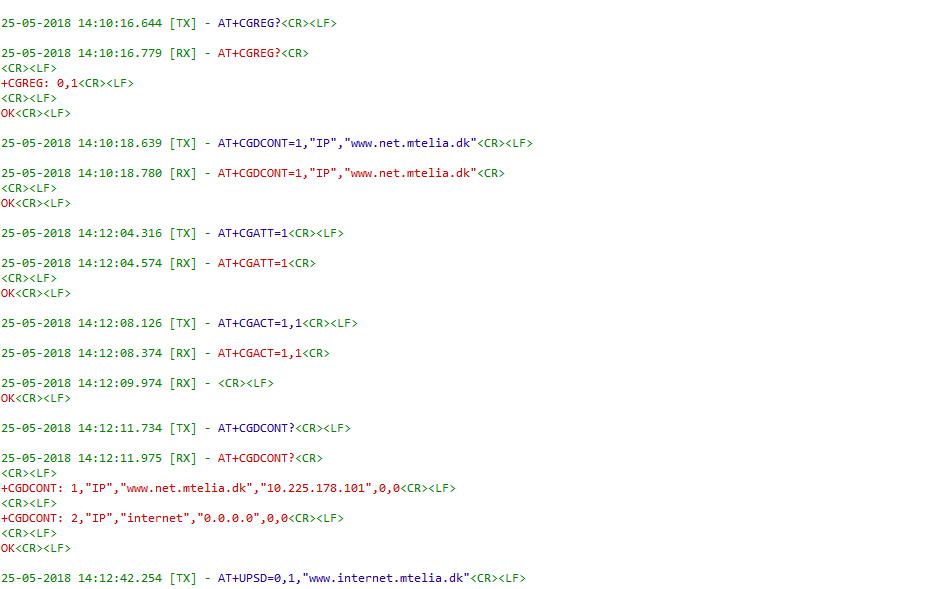 25-05-2018 14:10:16.644 [TX] - AT+CGREG?<CR><LF>
25-05-2018 14:10:16.779 [RX] - AT+CGREG?<CR>
<CR><LF>
+CGREG: 0,1<CR><LF>
<CR><LF>
OK<CR><LF>
25-05-2018 14:10:18.639 [TX] - AT+CGDCONT=1,"IP","www.net.mtelia.dk"<CR><LF>
25-05-2018 14:10:18.780 [RX] - AT+CGDCONT=1,"IP","www.net.mtelia.dk"<CR>
<CR><LF>
OK<CR><LF>
25-05-2018 14:12:04.316 [TX] - AT+CGATT=1<CR><LF>
25-05-2018 14:12:04.574 [RX] - AT+CGATT=1<CR>
<CR><LF>
OK<CR><LF>
25-05-2018 14:12:08.126 [TX] - AT+CGACT=1,1<CR><LF>
25-05-2018 14:12:08.374 [RX] - AT+CGACT=1,1<CR>
25-05-2018 14:12:09.974 [RX] - <CR><LF>
OK<CR><LF>
25-05-2018 14:12:11.734 [TX] - AT+CGDCONT?<CR><LF>
25-05-2018 14:12:11.975 [RX] - AT+CGDCONT?<CR>
<CR><LF>
+CGDCONT: 1,"IP","www.net.mtelia.dk","10.225.178.101",0,0<CR><LF>
<CR><LF>
+CGDCONT: 2,"IP","internet","0.0.0.0",0,0<CR><LF>
<CR><LF>
OK<CR><LF>
25-05-2018 14:12:42.254 [TX] - AT+UPSD=0,1,"www.internet.mtelia.dk"<CR><LF>